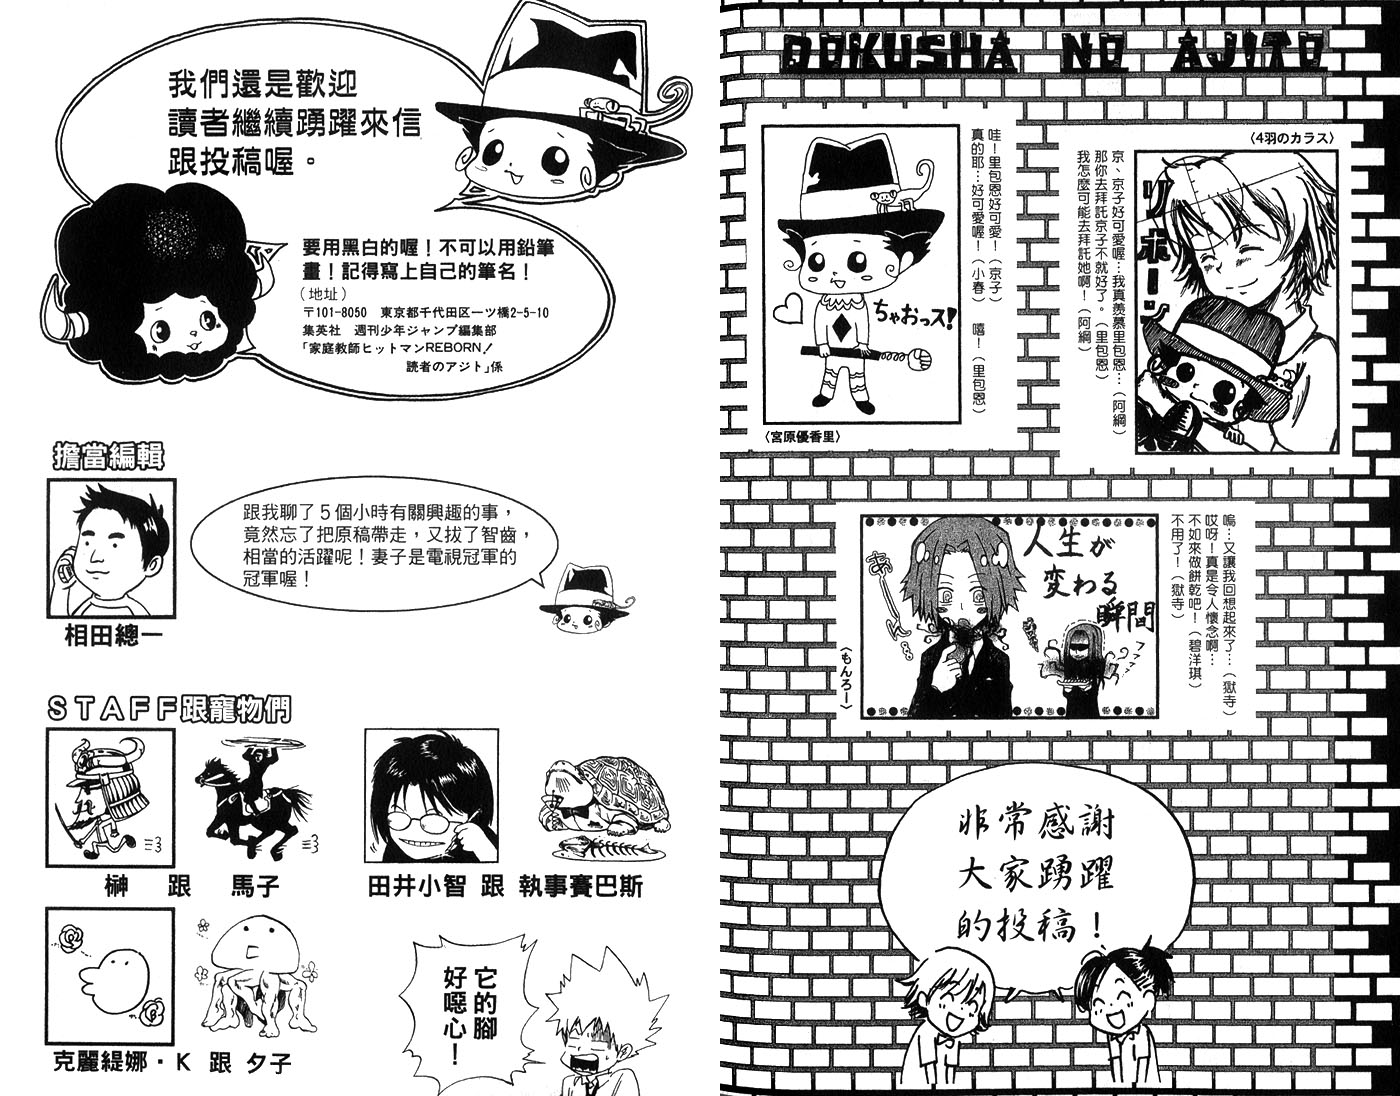 DOKUSHA NO AJITO
〈4羽のカラス〉
リボーン
京、京子好可愛喔…我真羨慕里包恩…(阿綱)
那你去拜託京子不就好了。(里包恩)
我怎麼可能去拜託她啊!(阿綱)
哇!里包恩好可愛!(京子)
真的耶…好可愛喔!(小春)
嘻!(里包恩)
ちゃおっス!
〈宮原優香里〉
嗚…又讓我回想起來了…(獄寺)
哎呀!真是令人懷念啊…
不如來做餅乾吧!(碧洋琪)
不用了!(獄寺)
人生が
変わる
瞬間
〈もんろー〉
非常感謝
大家踴躍
的投稿!
我們還是歡迎
讀者繼續踴躍來信
跟投稿喔。
要用黑白的喔!不可以用鉛筆
畫!記得寫上自己的筆名!
(地址)
〒101-8050 東京都千代田区一ツ橋2-5-10
集英社 週刊少年ジャンプ編集部
「家庭教師ヒットマンREBORN!
読者のアジト」係
擔當編輯
跟我聊了5個小時有關興趣的事,
竟然忘了把原稿帶走,又拔了智齒,
相當的活躍呢!妻子是電視冠軍的
冠軍喔!
相田總一
STAFF跟寵物們
榊 跟 馬子
田井小智 跟 執事賽巴斯
克麗緹娜・K 跟 夕子
它的腳
好噁心!